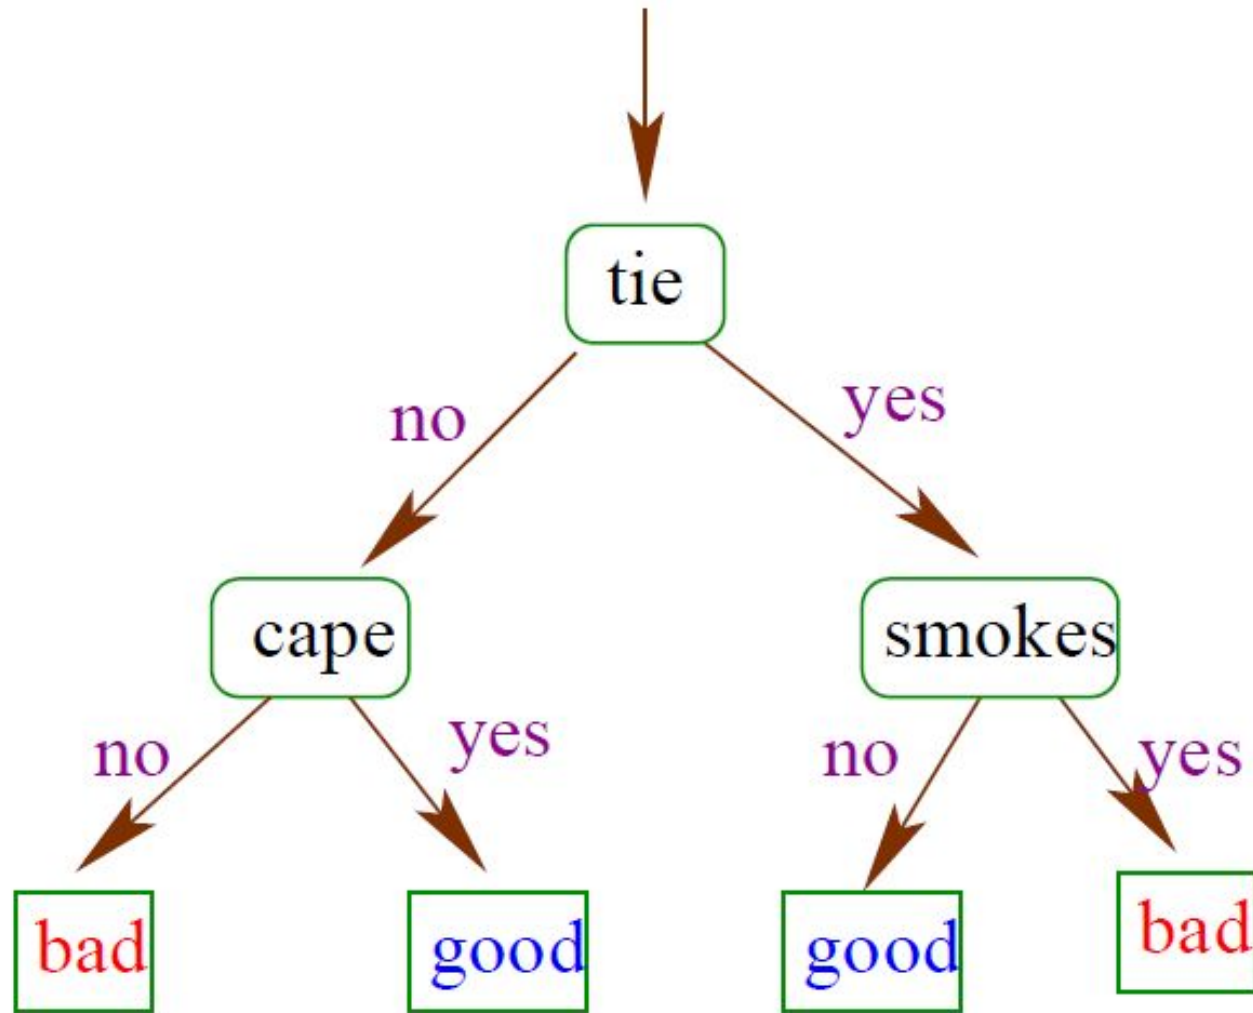 tie
no
yes
cape
smokes
no
yes
no
yes
bad
good
good
bad